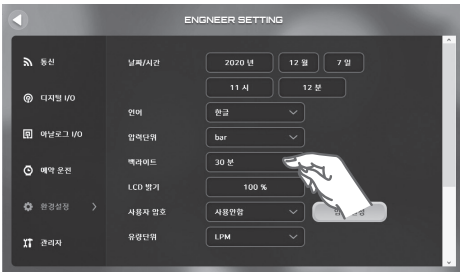 ENGNEER SETTING
통신
디지털 I/O
아날로그 I/O
예약 운전
환경설정
관리자
날짜/시간 2020 년 12 월 7 일
11 시 12 분
언어 한글
압력단위 bar
백라이트 30 분
LCD 밝기 100 %
사용자 암호 사용안함
유량단위 LPM